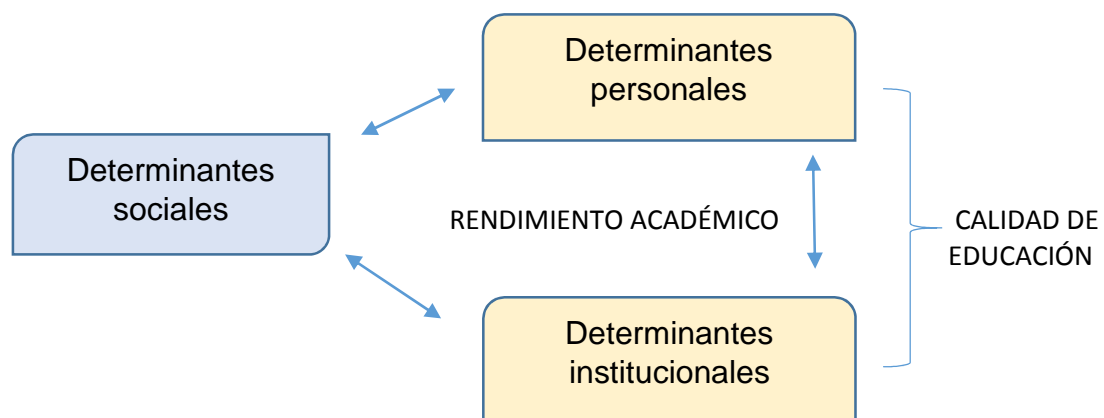 Determinantes
personales
Determinantes
sociales
RENDIMIENTO ACADÉMICO
CALIDAD DE
EDUCACIÓN
Determinantes
institucionales